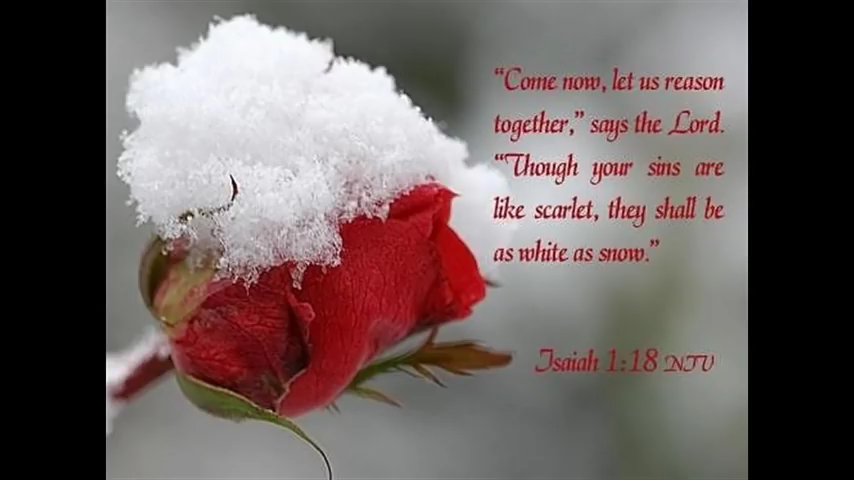 “Come now, let us reason
together,” says the Lord.
“Though your sins are
like scarlet, they shall be
as white as snow.”
Isaiah 1:18 NIV